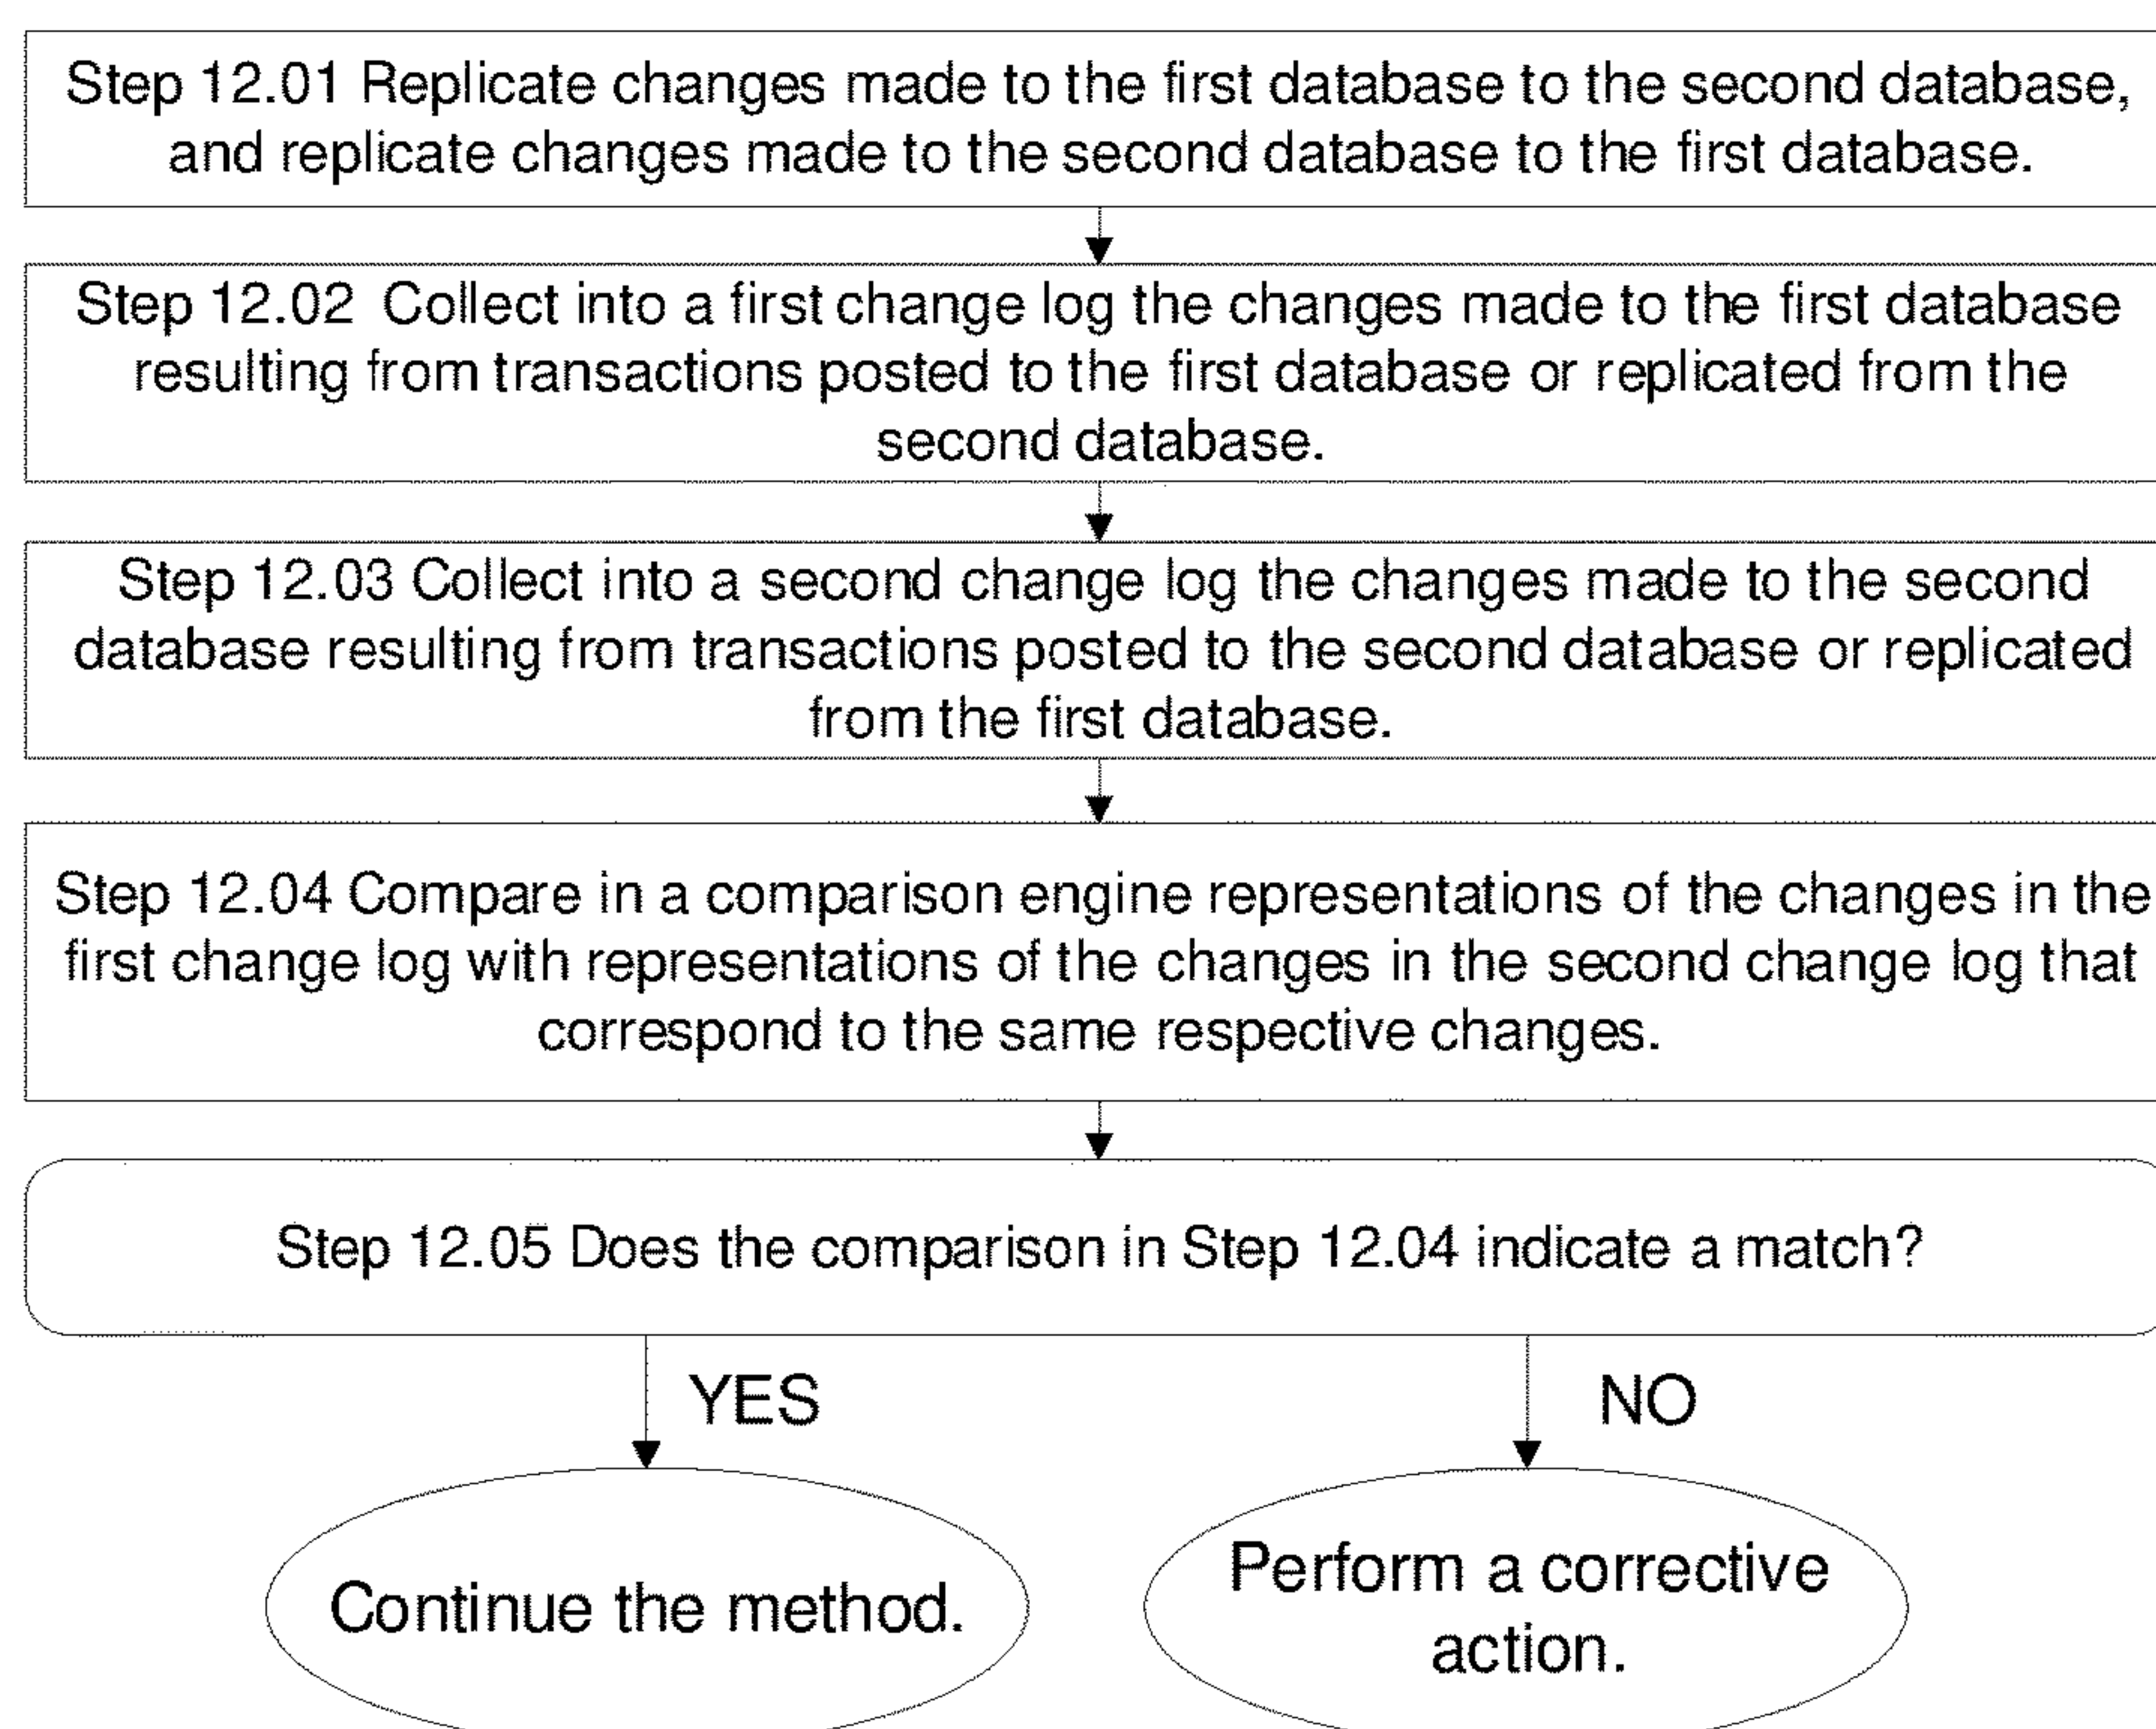 Step 12.01 Replicate changes made to the first database to the second database,
and replicate changes made to the second database to the first database.
Step 12.02 Collect into a first change log the changes made to the first database
resulting from transactions posted to the first database or replicated from the
second database.
Step 12.03 Collect into a second change log the changes made to the second
database resulting from transactions posted to the second database or replicated
from the first database.
Step 12.04 Compare in a comparison engine representations of the changes in the
first change log with representations of the changes in the second change log that
correspond to the same respective changes.
Step 12.05 Does the comparison in Step 12.04 indicate a match?
YES
NO
Continue the method.
Perform a corrective
action.